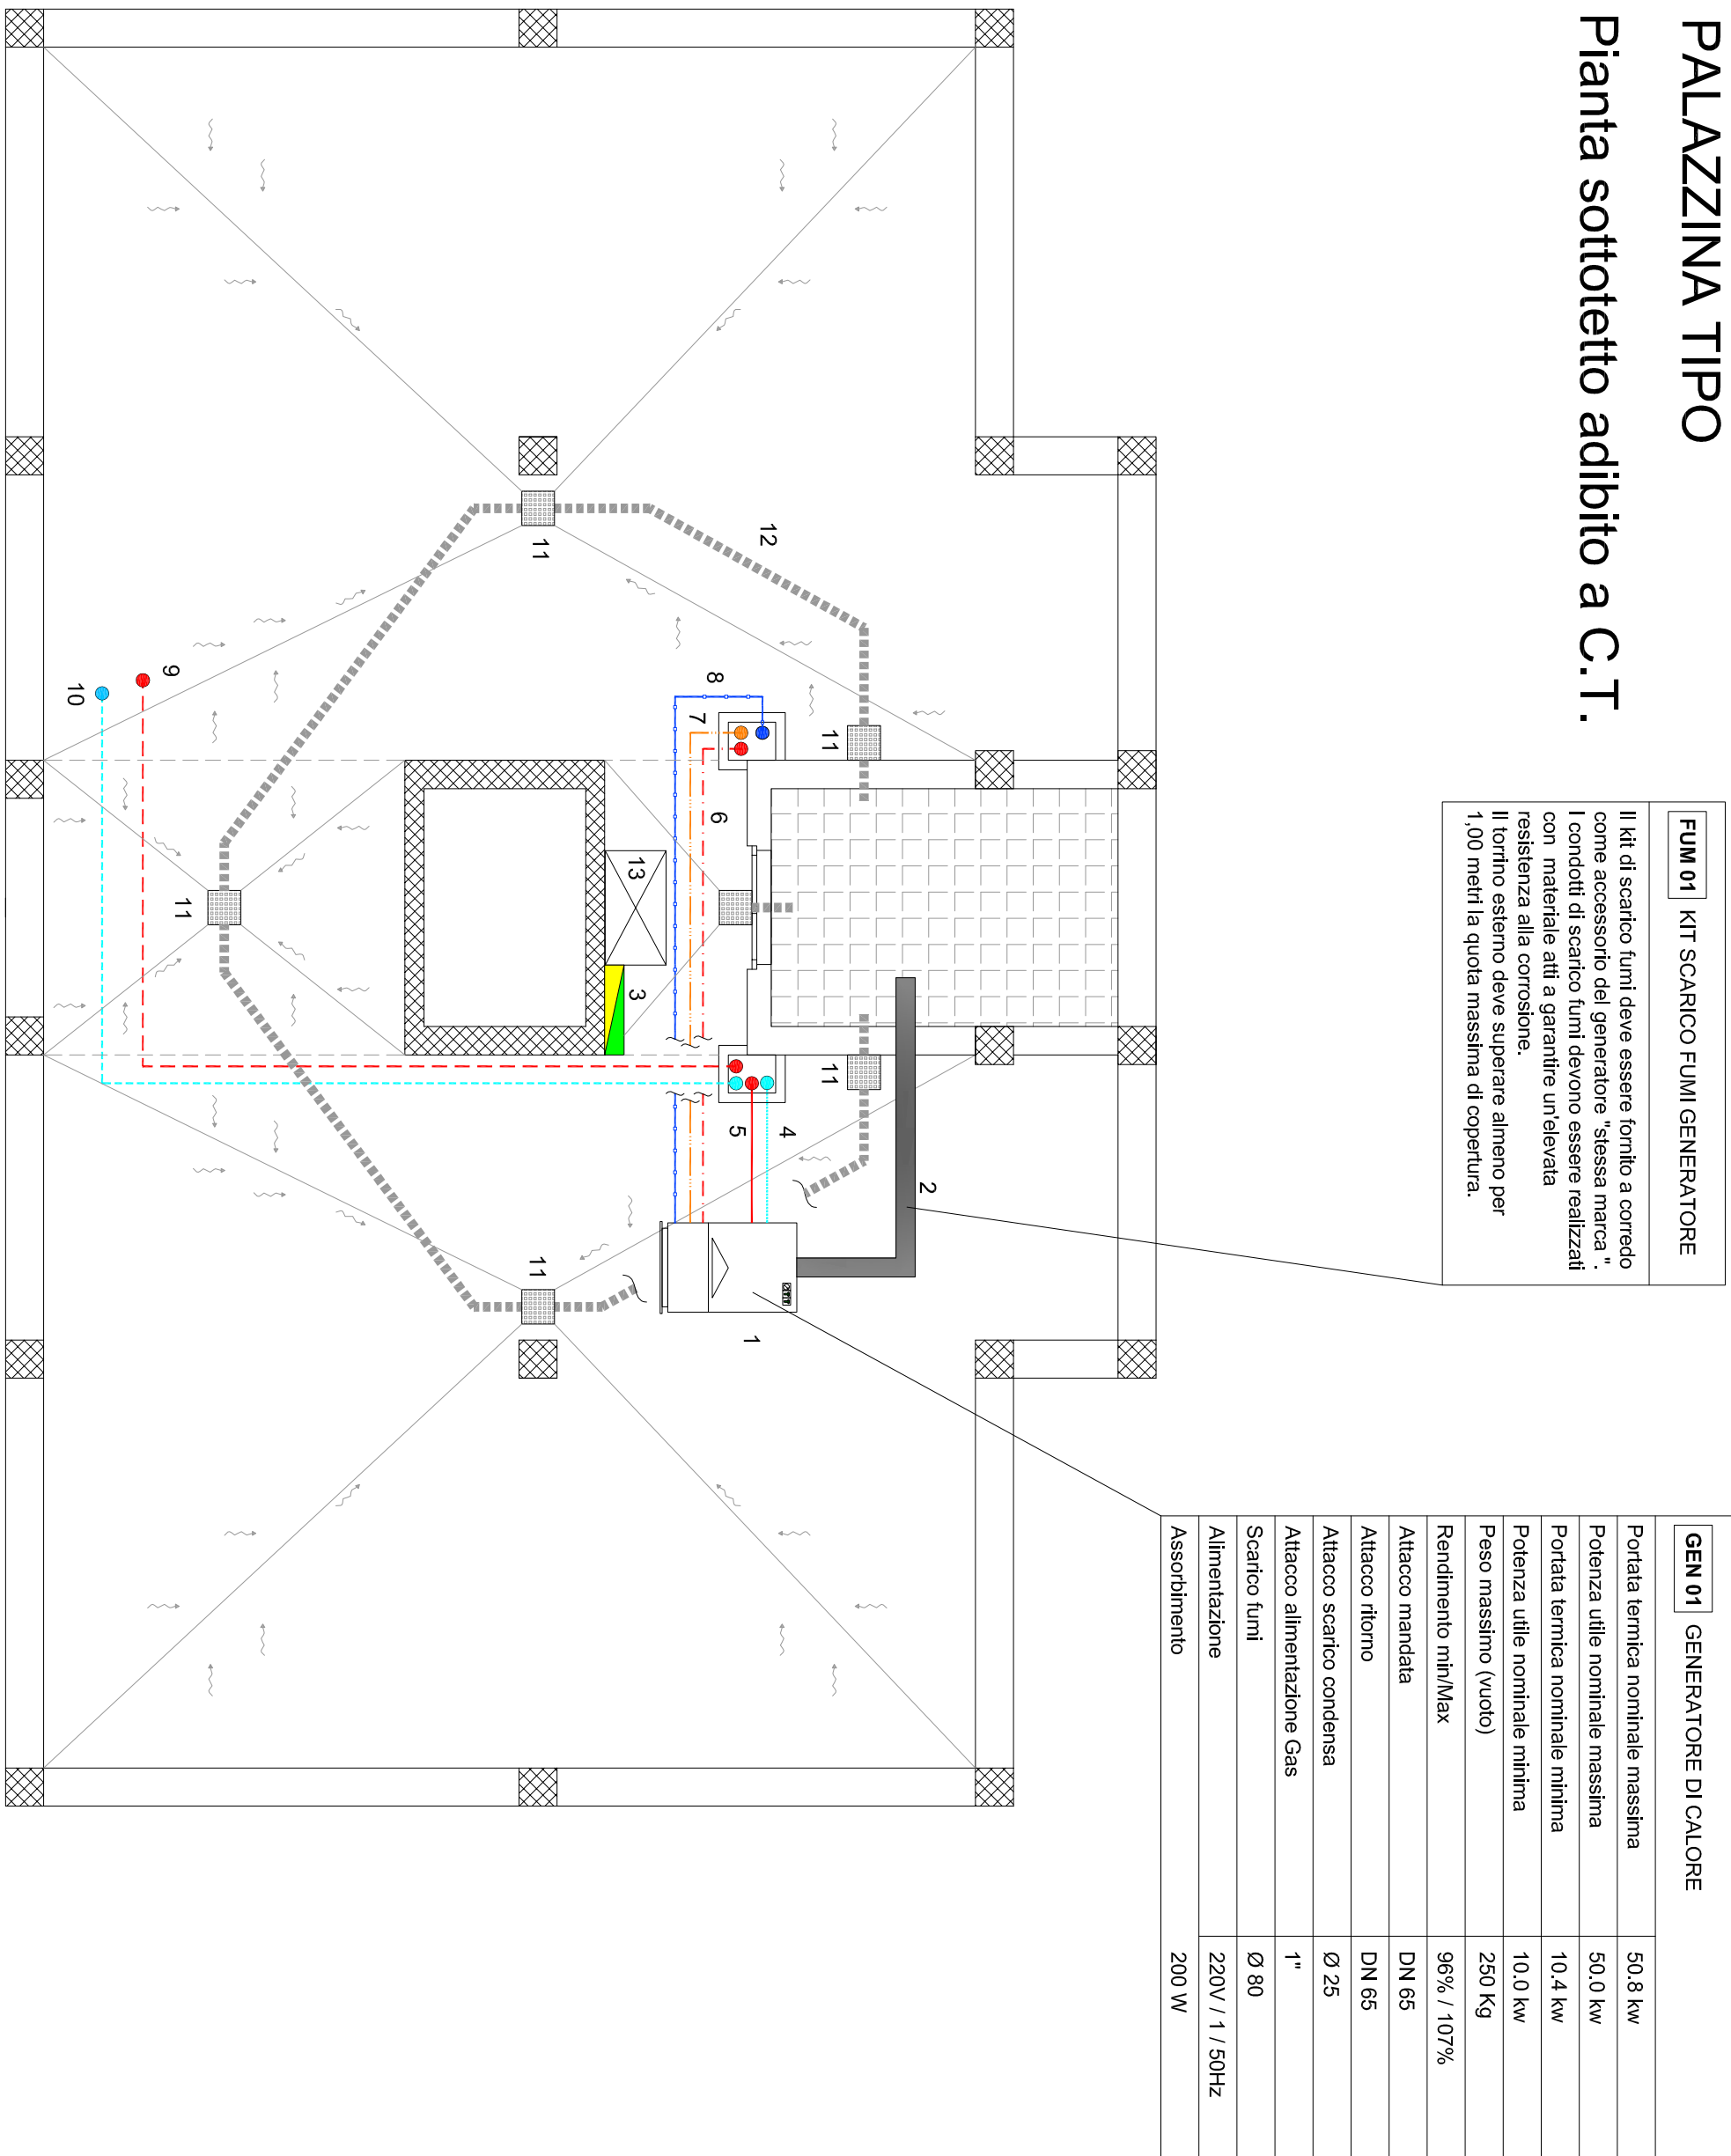 PALAZZINA TIPO
Pianta sottotetto adibito a C.T.
FUM 01 KIT SCARICO FUMI GENERATORE
Il kit di scarico fumi deve essere fornito a corredo
come accessorio del generatore "stessa marca ".
I condotti di scarico fumi devono essere realizzati
con materiale atti a garantire un'elevata
resistenza alla corrosione.
Il torrino esterno deve superare almeno per
1,00 metri la quota massima di copertura.
GEN 01 GENERATORE DI CALORE
Portata termica nominale massima 50.8 kw
Potenza utile nominale massima 50.0 kw
Portata termica nominale minima 10.4 kw
Potenza utile nominale minima 10.0 kw
Peso massimo (vuoto) 250 Kg
Rendimento min/Max 96% / 107%
Attacco mandata DN 65
Attacco ritorno DN 65
Attacco scarico condensa Ø 25
Attacco alimentazione Gas 1"
Scarico fumi Ø 80
Alimentazione 220V / 1 / 50Hz
Assorbimento 200 W
2
11
11
12
4
1
5
8
6
7
13
3
11
11
11
9
10